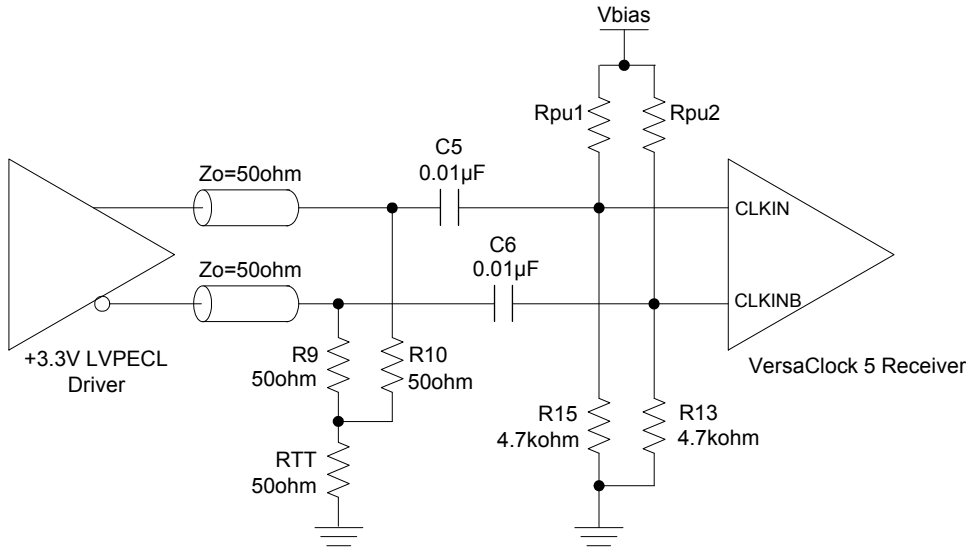 Vbias
Rpu1
Rpu2
C5
0.01µF
Zo=50ohm
CLKIN
C6
0.01µF
Zo=50ohm
CLKINB
+3.3V LVPECL
Driver
R9
50ohm
R10
50ohm
VersaClock 5 Receiver
R15
4.7kohm
R13
4.7kohm
RTT
50ohm